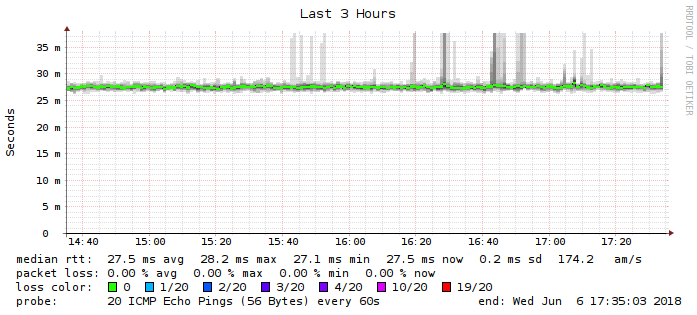 Last 3 Hours
RRDTOOL / TOBI OETIKER
Seconds
35 m
30 m
25 m
20 m
15 m
10 m
5 m
0
14:40 15:00 15:20 15:40 16:00 16:20 16:40 17:00 17:20
median rtt: 27.5 ms avg 28.2 ms max 27.1 ms min 27.5 ms now 0.2 ms sd 174.2 am/s
packet loss: 0.00 % avg 0.00 % max 0.00 % min 0.00 % now
loss color: 0 1/20 2/20 3/20 4/20 10/20 19/20
probe: 20 ICMP Echo Pings (56 Bytes) every 60s end: Wed Jun 6 17:35:03 2018